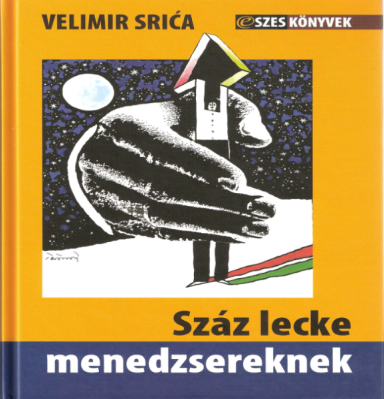 VELIMIR SRIĆA
eSZES KÖNYVEK
Száz lecke
menedzsereknek